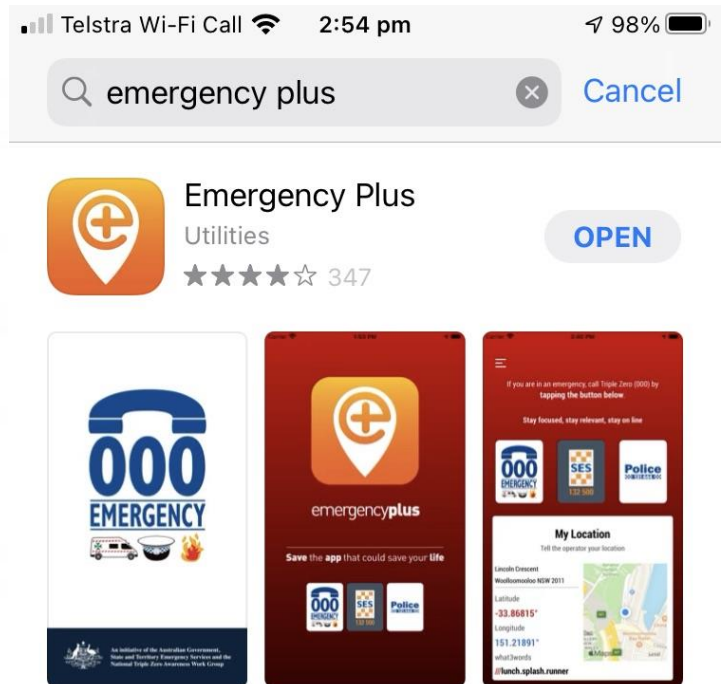 Telstra Wi-Fi Call 2:54 pm 98%
emergency plus Cancel
Emergency Plus
Utilities
347
OPEN
000
EMERGENCY
An initiative of the Australian Government,
State and Territory Emergency Services and the
National Triple Zero Awareness Work Group
emergencyplus
Save the app that could save your life
000
EMERGENCY
SES
132 500
Police
If you are in an emergency, call Triple Zero (000) by
tapping the button below.
Stay focused, stay relevant, stay on line
000
EMERGENCY
SES
132 500
Police
My Location
Tell the operator your location
Lincoln Crescent
Woolloomooloo NSW 2011
Latitude
-33.86815°
Longitude
151.21891°
what3words
///lunch.splash.runner
Maps